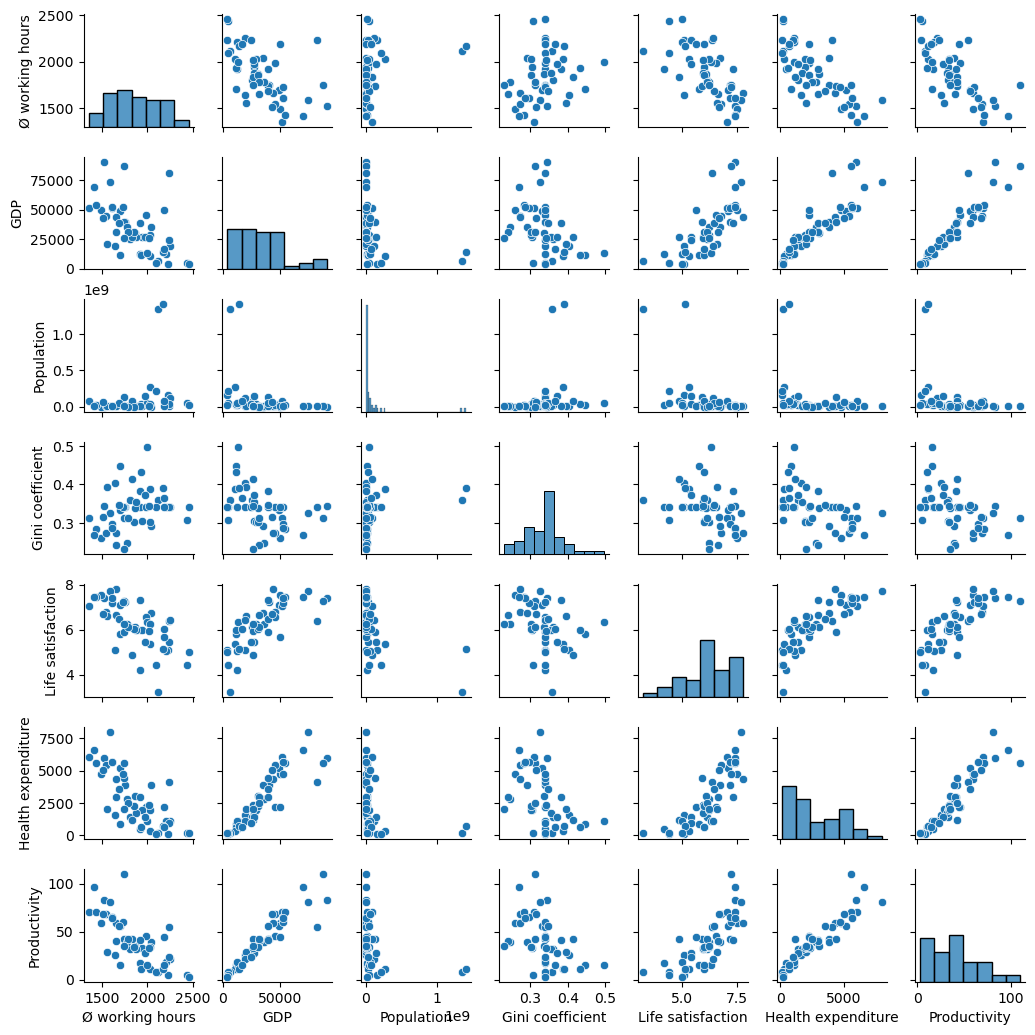 2500
2000
1500
Ø working hours
75000
50000
25000
0
GDP
1e9
1.0
0.5
0.0
Population
0.5
0.4
0.3
Gini coefficient
8
6
4
Life satisfaction
7500
5000
2500
0
Health expenditure
100
50
0
Productivity
1500 2000 2500 0 50000 0 1 0.3 0.4 0.5 5.0 7.5 0 5000 0 100
1e9
Ø working hours GDP Population Gini coefficient Life satisfaction Health expenditure Productivity